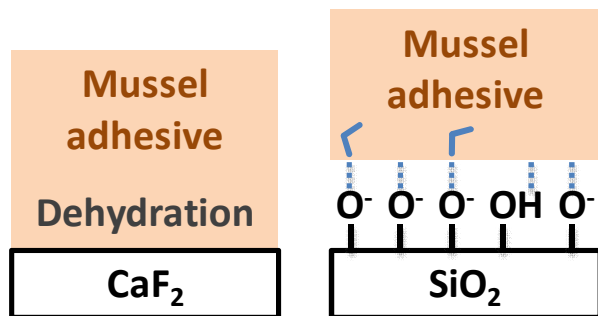 Mussel
adhesive
Dehydration
CaF₂
Mussel
adhesive
O⁻ O⁻ O⁻ OH O⁻
SiO₂